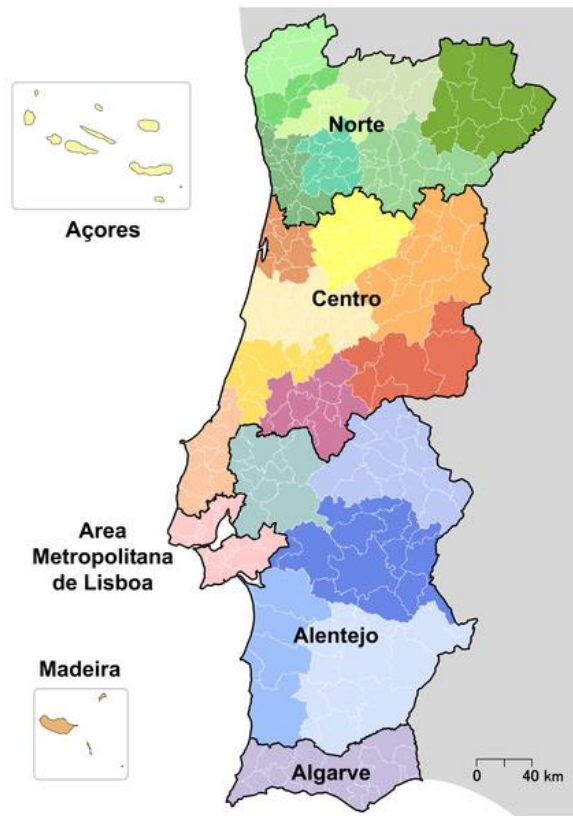 Norte
Açores
Centro
Area
Metropolitana
de Lisboa
Alentejo
Madeira
Algarve
0 40 km